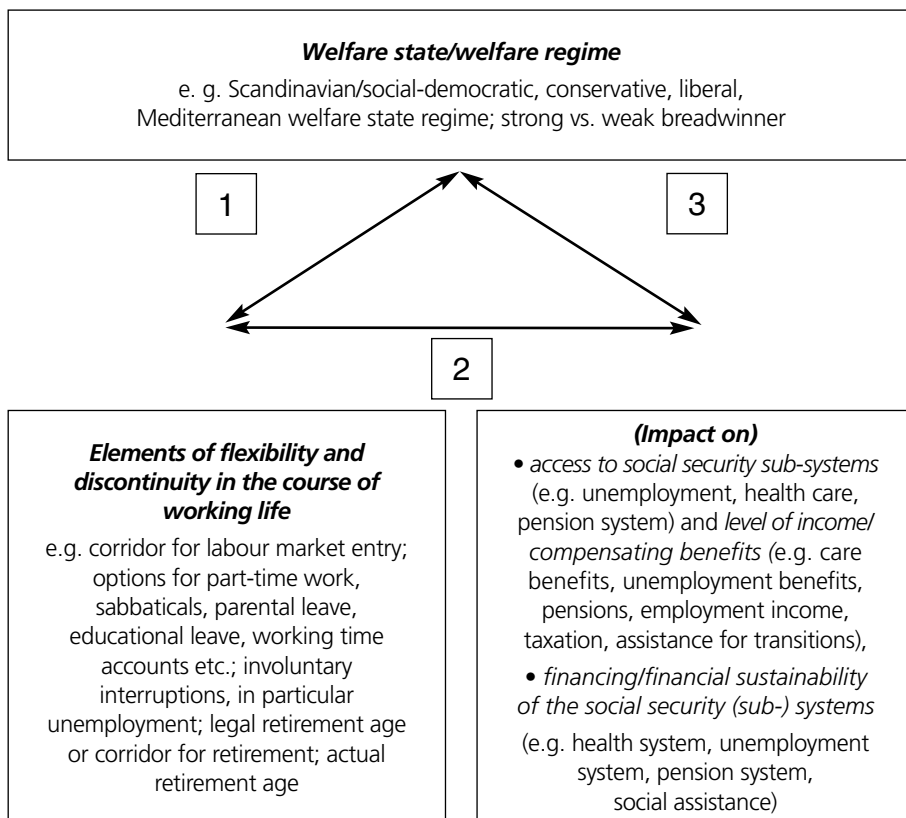 Welfare state/welfare regime
e. g. Scandinavian/social-democratic, conservative, liberal,
Mediterranean welfare state regime; strong vs. weak breadwinner
1
3
2
Elements of flexibility and
discontinuity in the course of
working life
e.g. corridor for labour market entry;
options for part-time work,
sabbaticals, parental leave,
educational leave, working time
accounts etc.; involuntary
interruptions, in particular
unemployment; legal retirement age
or corridor for retirement; actual
retirement age
(Impact on)
• access to social security sub-systems
(e.g. unemployment, health care,
pension system) and level of income/
compensating benefits (e.g. care
benefits, unemployment benefits,
pensions, employment income,
taxation, assistance for transitions),
• financing/financial sustainability
of the social security (sub-) systems
(e.g. health system, unemployment
system, pension system,
social assistance)